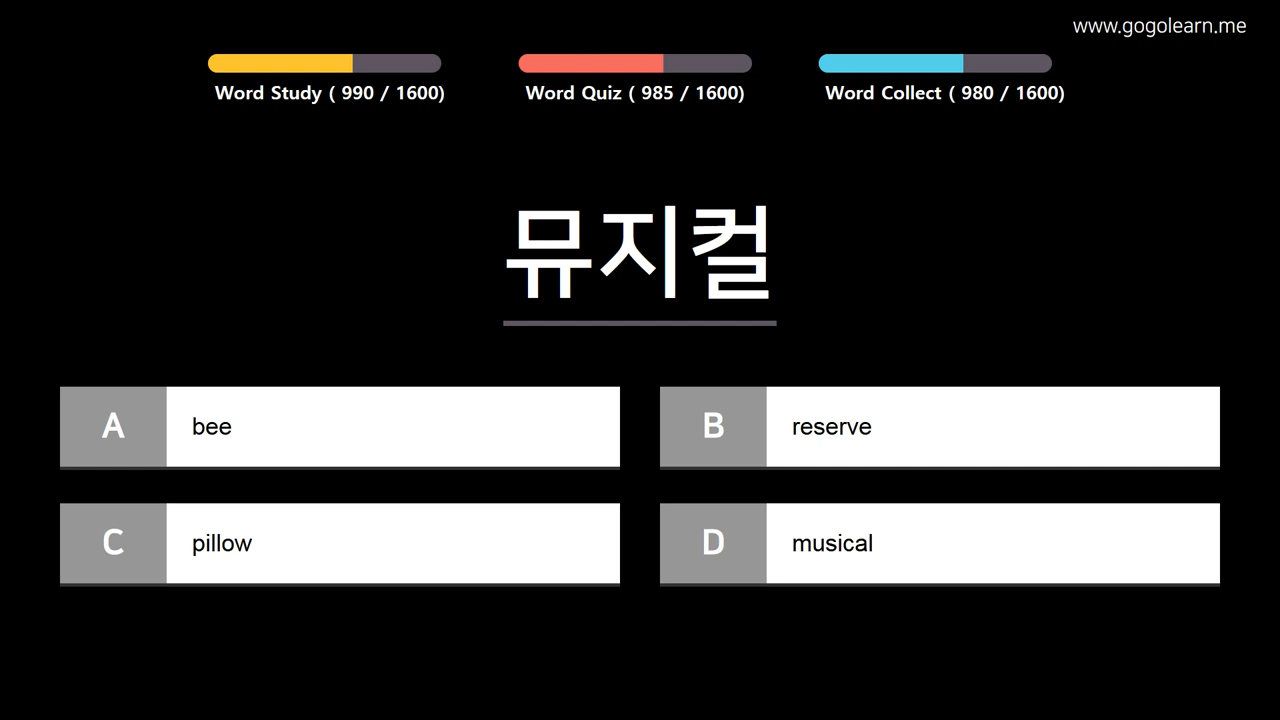 www.gogolearn.me
Word Study ( 990 / 1600)
Word Quiz ( 985 / 1600)
Word Collect ( 980 / 1600)
뮤지컬
A bee
B reserve
C pillow
D musical